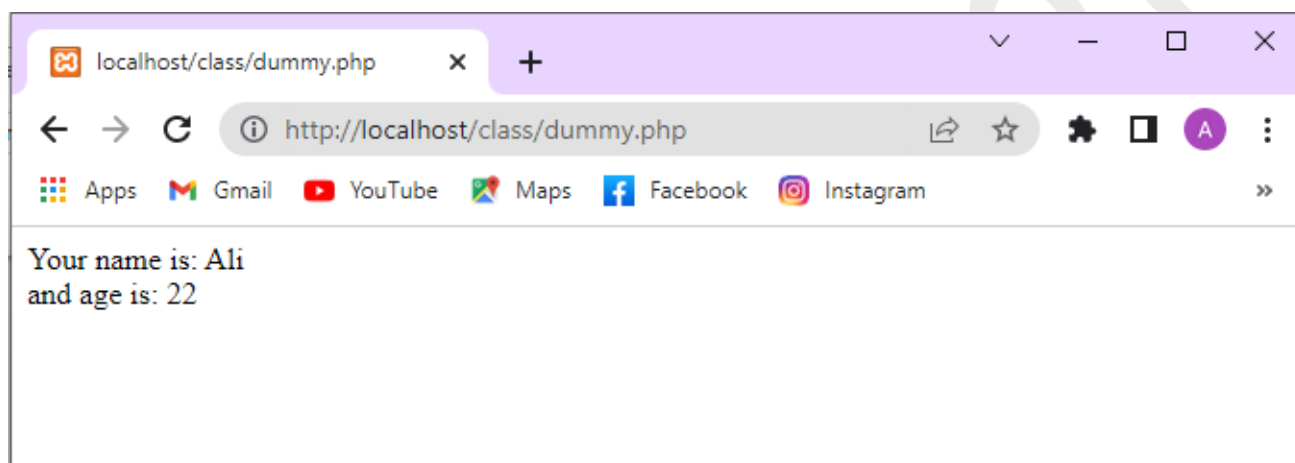 localhost/class/dummy.php
http://localhost/class/dummy.php
A
Apps Gmail YouTube Maps Facebook Instagram
Your name is: Ali
and age is: 22